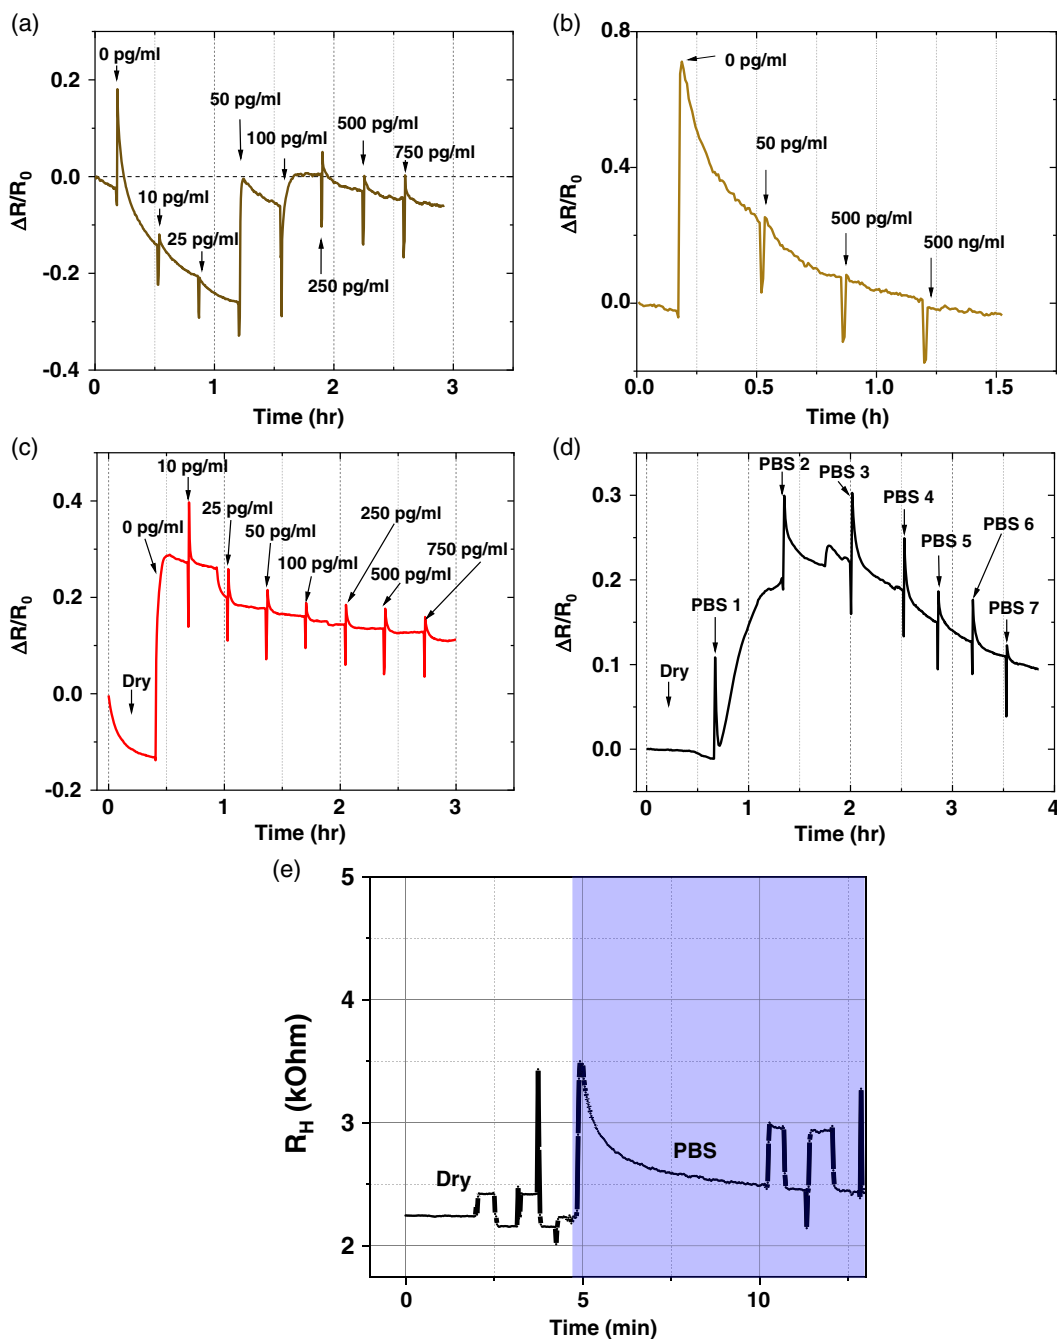 (a)
0.2
0.0
-0.2
-0.4
ΔR/R0
0 pg/ml
10 pg/ml
25 pg/ml
50 pg/ml
100 pg/ml
250 pg/ml
500 pg/ml
750 pg/ml
0 1 2 3
Time (hr)
(b)
0.8
0.4
0.0
ΔR/R0
0 pg/ml
50 pg/ml
500 pg/ml
500 ng/ml
0.0 0.5 1.0 1.5
Time (h)
(c)
0.4
0.2
0.0
-0.2
ΔR/R0
Dry
0 pg/ml
10 pg/ml
25 pg/ml
50 pg/ml
100 pg/ml
250 pg/ml
500 pg/ml
750 pg/ml
0 1 2 3
Time (hr)
(d)
0.3
0.2
0.1
0.0
ΔR/R0
Dry
PBS 1
PBS 2
PBS 3
PBS 4
PBS 5
PBS 6
PBS 7
0 1 2 3 4
Time (hr)
(e)
5
4
3
2
RH (kOhm)
Dry
PBS
0 5 10
Time (min)